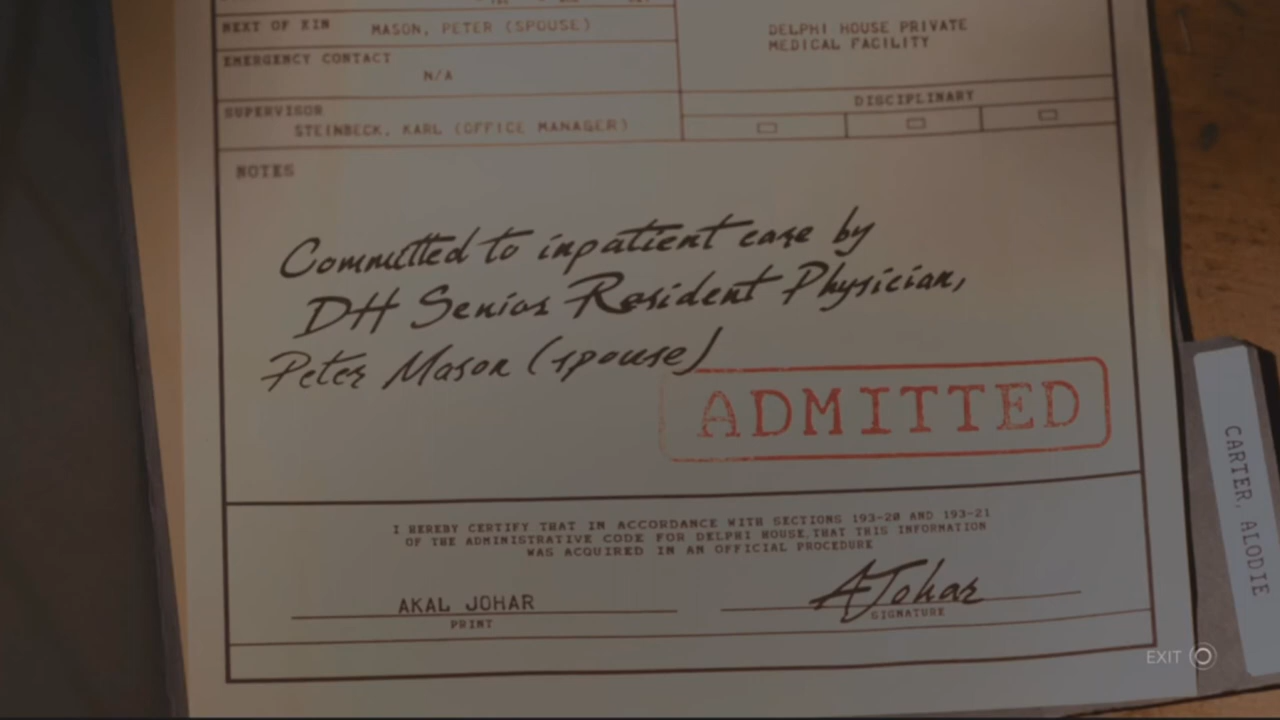 NEXT OF KIN MASON, PETER (SPOUSE)
DELPHI HOUSE PRIVATE
MEDICAL FACILITY
EMERGENCY CONTACT
N/A
SUPERVISOR
STEINBECK, KARL (OFFICE MANAGER)
DISCIPLINARY
NOTES
Committed to inpatient care by
DH Senior Resident Physician,
Peter Mason (spouse)
ADMITTED
I HEREBY CERTIFY THAT IN ACCORDANCE WITH SECTIONS 193-20 AND 193-21
OF THE ADMINISTRATIVE CODE FOR DELPHI HOUSE, THAT THIS INFORMATION
WAS ACQUIRED IN AN OFFICIAL PROCEDURE
AKAL JOHAR
PRINT
AJohar
SIGNATURE
CARTER, ALODIE
EXIT